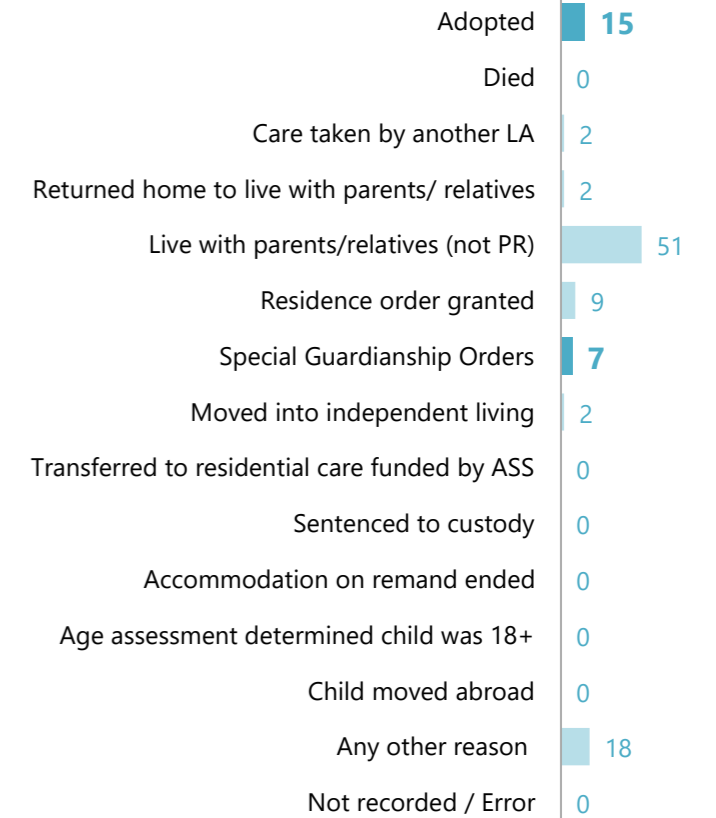 Adopted 15
Died 0
Care taken by another LA 2
Returned home to live with parents/ relatives 2
Live with parents/relatives (not PR) 51
Residence order granted 9
Special Guardianship Orders 7
Moved into independent living 2
Transferred to residential care funded by ASS 0
Sentenced to custody 0
Accommodation on remand ended 0
Age assessment determined child was 18+ 0
Child moved abroad 0
Any other reason 18
Not recorded / Error 0